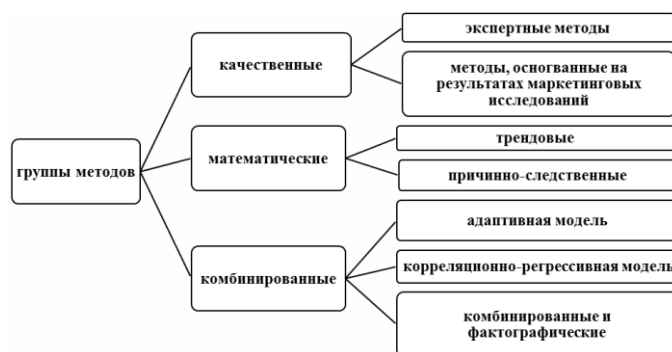 группы методов
качественные
экспертные методы
методы, осногванные на
результатах маркетинговых
исследований
математические
трендовые
причинно-следственные
комбинированные
адаптивная модель
корреляционно-регрессивная модель
комбинированные и
фактографические